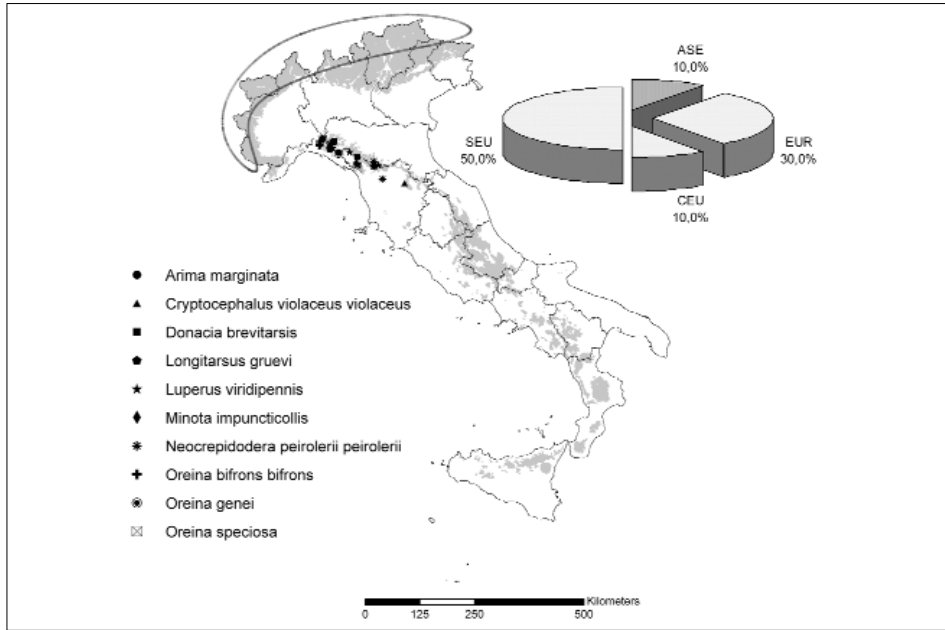 ASE
10,0%
SEU
50,0%
EUR
30,0%
CEU
10,0%
Arima marginata
Cryptocephalus violaceus violaceus
Donacia brevitarsis
Longitarsus gruevi
Luperus viridipennis
Minota impuncticollis
Neocrepidodera peirolerii peirolerii
Oreina bifrons bifrons
Oreina genei
Oreina speciosa
Kilometers
0 125 250 500